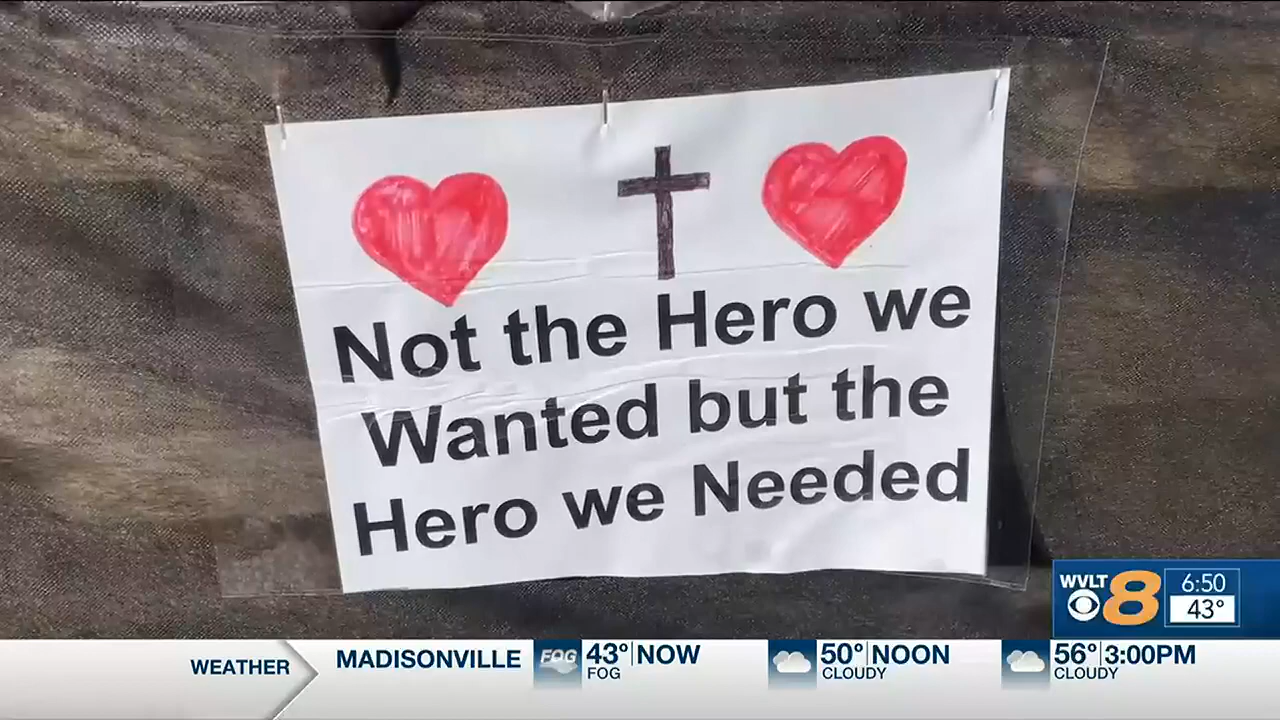 Not the Hero we
Wanted but the
Hero we Needed
WVLT 8
6:50
43°
WEATHER
MADISONVILLE
FOG
43° NOW
FOG
50° NOON
CLOUDY
56° 3:00PM
CLOUDY